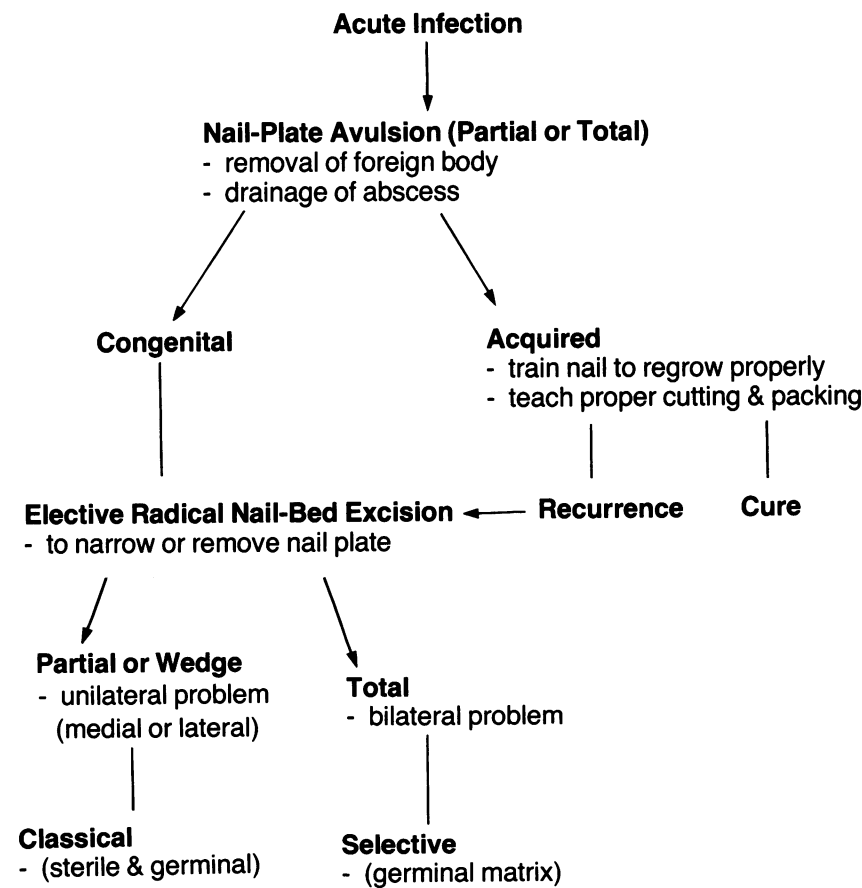 Acute Infection
Nail-Plate Avulsion (Partial or Total)
- removal of foreign body
- drainage of abscess
Congenital
Acquired
- train nail to regrow properly
- teach proper cutting & packing
Elective Radical Nail-Bed Excision
- to narrow or remove nail plate
Recurrence
Cure
Partial or Wedge
- unilateral problem
(medial or lateral)
Total
- bilateral problem
Classical
- (sterile & germinal)
Selective
- (germinal matrix)